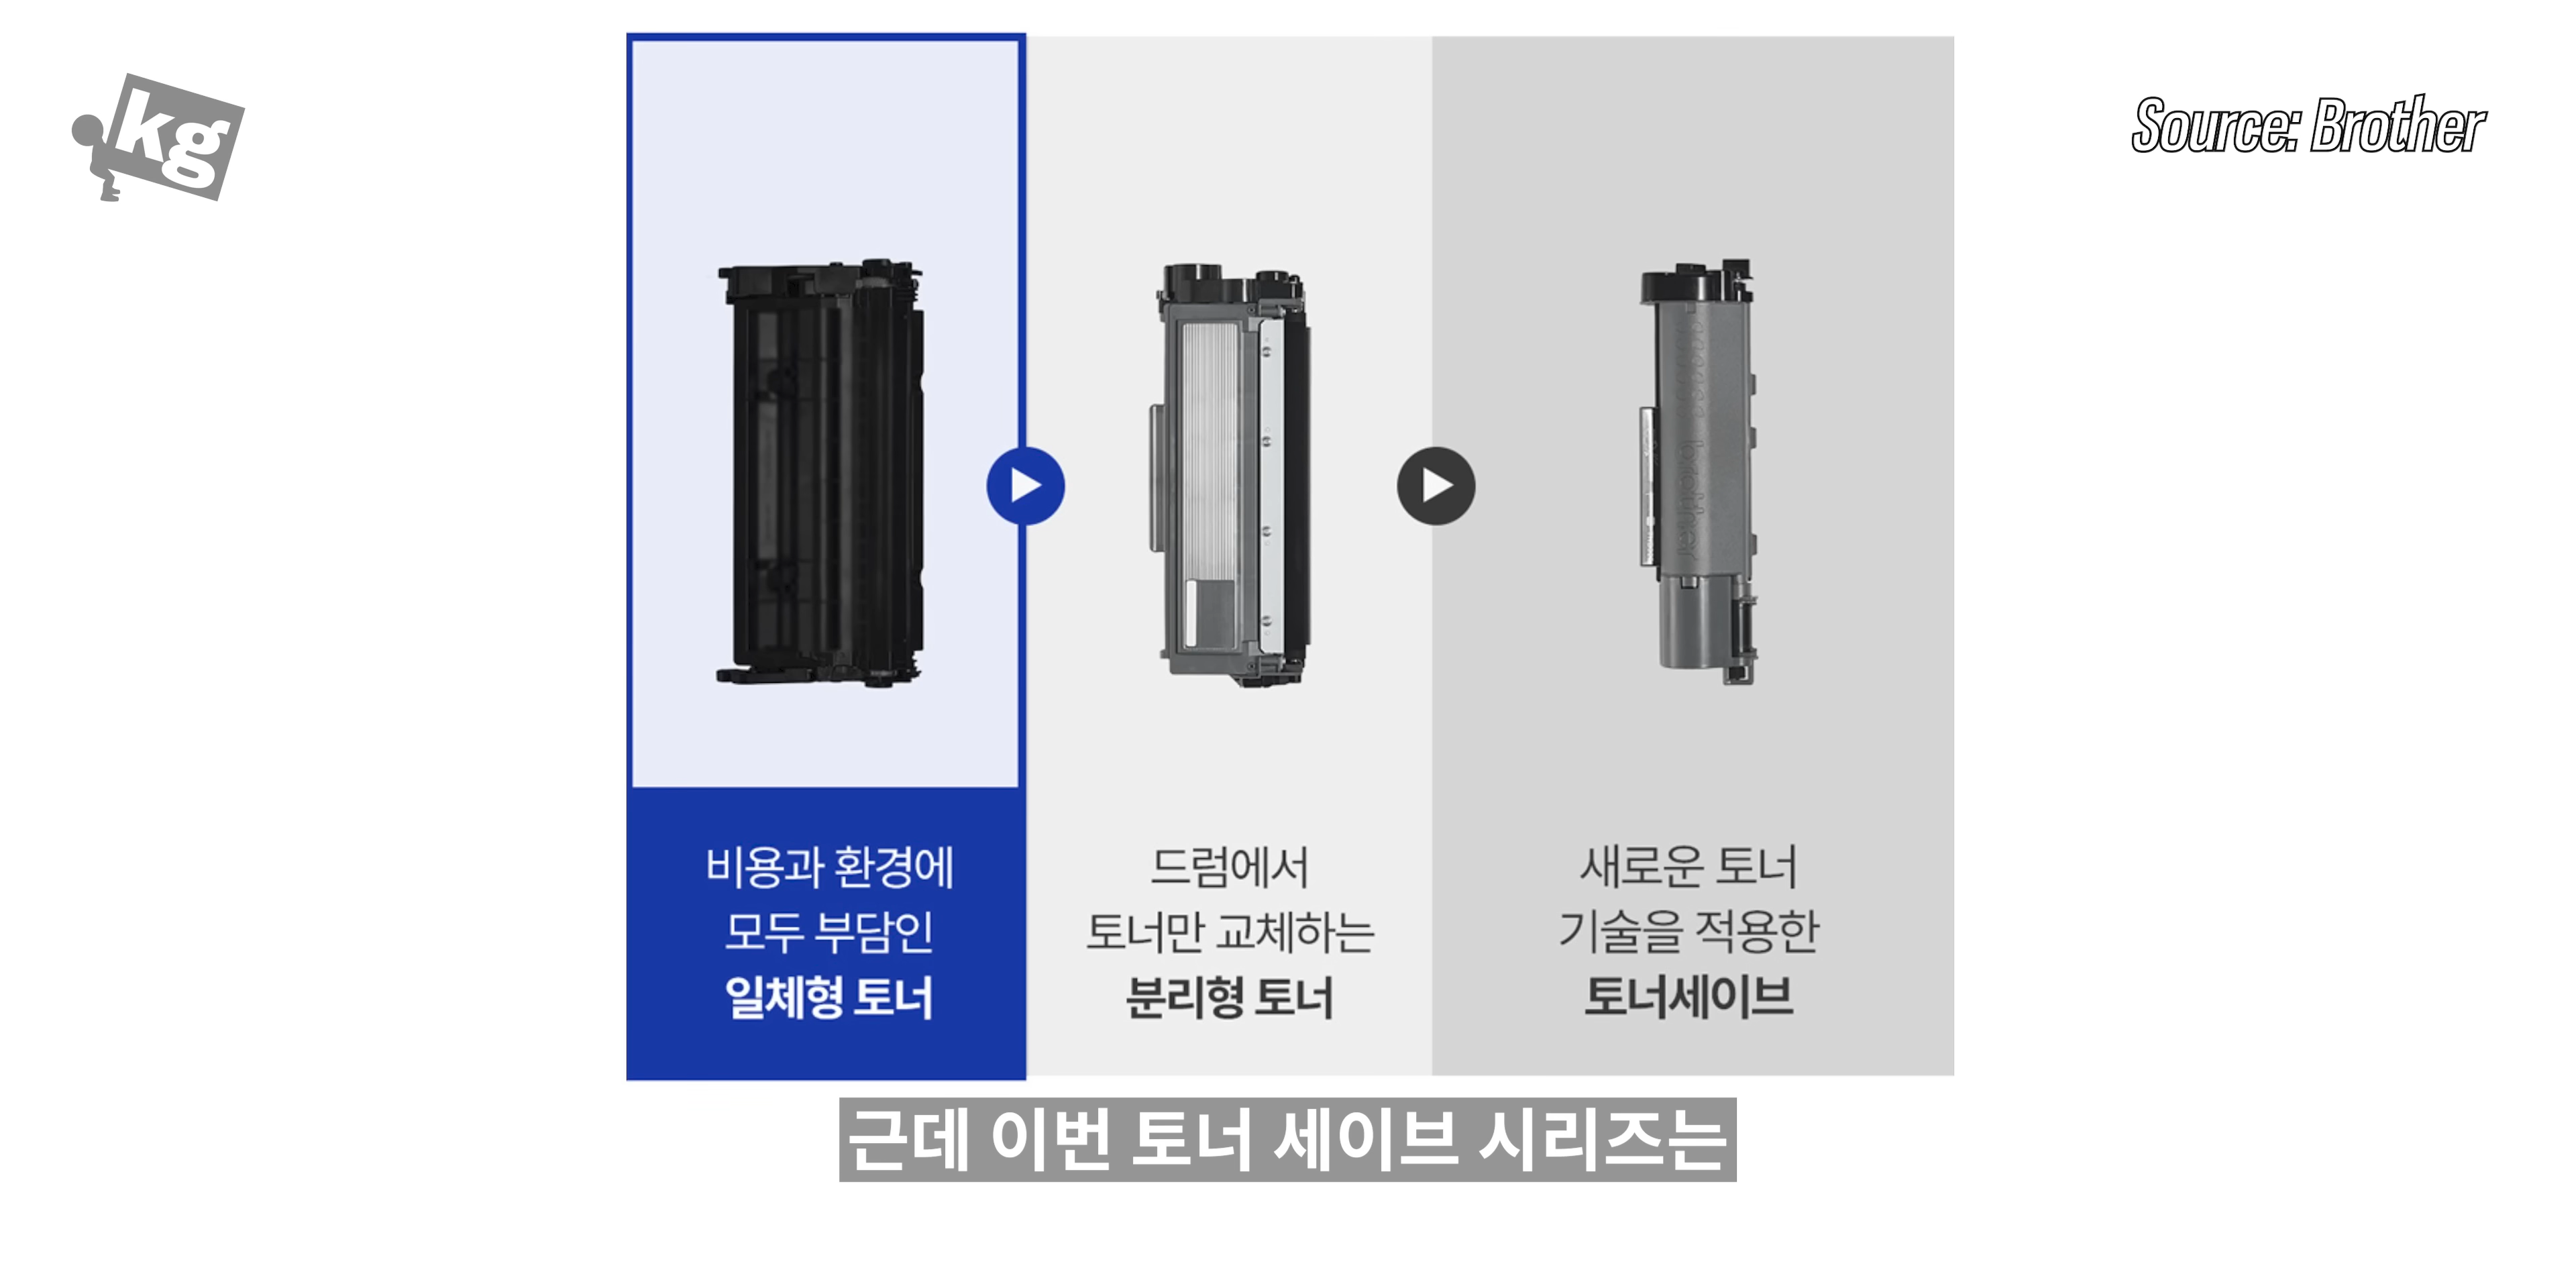 kg
Source: Brother
brother
비용과 환경에
모두 부담인
일체형 토너
드럼에서
토너만 교체하는
분리형 토너
새로운 토너
기술을 적용한
토너세이브
근데 이번 토너 세이브 시리즈는